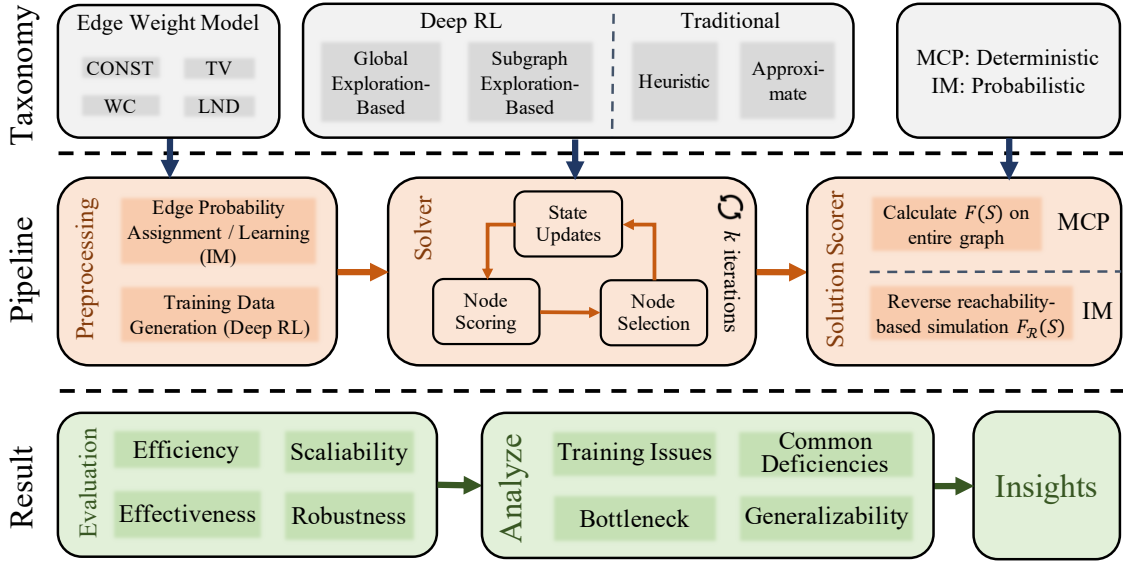 Taxonomy
Edge Weight Model
CONST
TV
WC
LND
Deep RL
Global
Exploration-
Based
Subgraph
Exploration-
Based
Traditional
Heuristic
Approxi-
mate
MCP: Deterministic
IM: Probabilistic
Pipeline
Preprocessing
Edge Probability
Assignment / Learning
(IM)
Training Data
Generation (Deep RL)
Solver
State
Updates
Node
Scoring
Node
Selection
k iterations
Solution Scorer
Calculate F(S) on
entire graph
MCP
Reverse reachability-
based simulation F_ℛ(S)
IM
Result
Evaluation
Efficiency
Scaliability
Effectiveness
Robustness
Analyze
Training Issues
Common
Deficiencies
Bottleneck
Generalizability
Insights